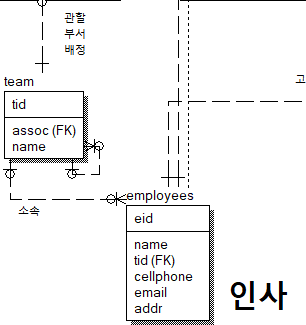 관할
부서
배정
고
team
tid
assoc (FK)
name
소속
employees
eid
name
tid (FK)
cellphone
email
addr
인사